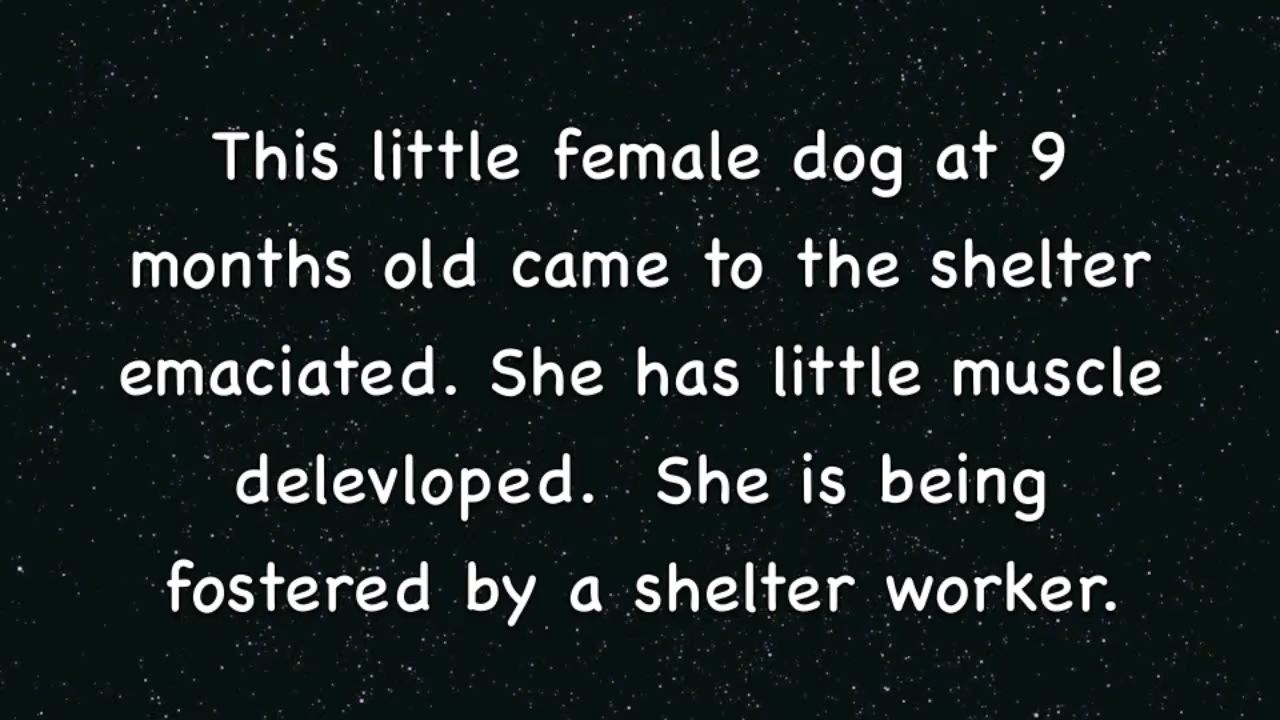 This little female dog at 9
months old came to the shelter
emaciated. She has little muscle
delevloped.  She is being
fostered by a shelter worker.